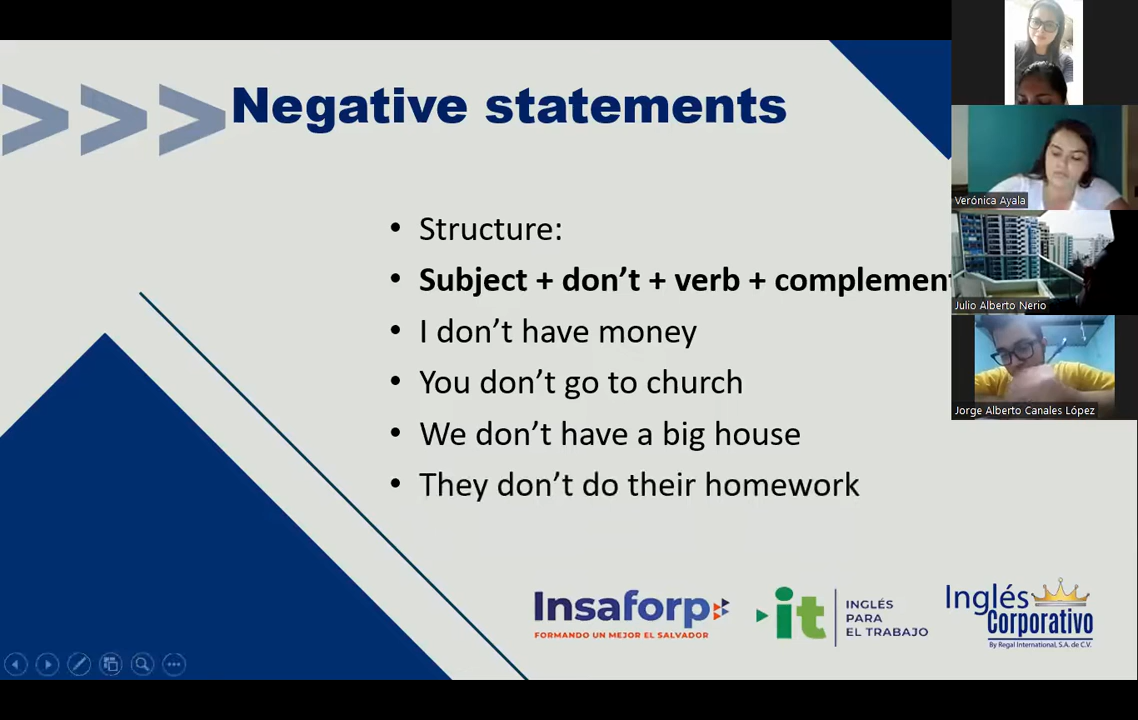 Negative statements
• Structure:
• Subject + don't + verb + complement
• I don't have money
• You don't go to church
• We don't have a big house
• They don't do their homework
Verónica Ayala
Julio Alberto Nerio
Jorge Alberto Canales López
Insaforp
FORMANDO UN MEJOR EL SALVADOR
it
INGLÉS
PARA
EL TRABAJO
Inglés
Corporativo
By Regal International, S.A. de C.V.